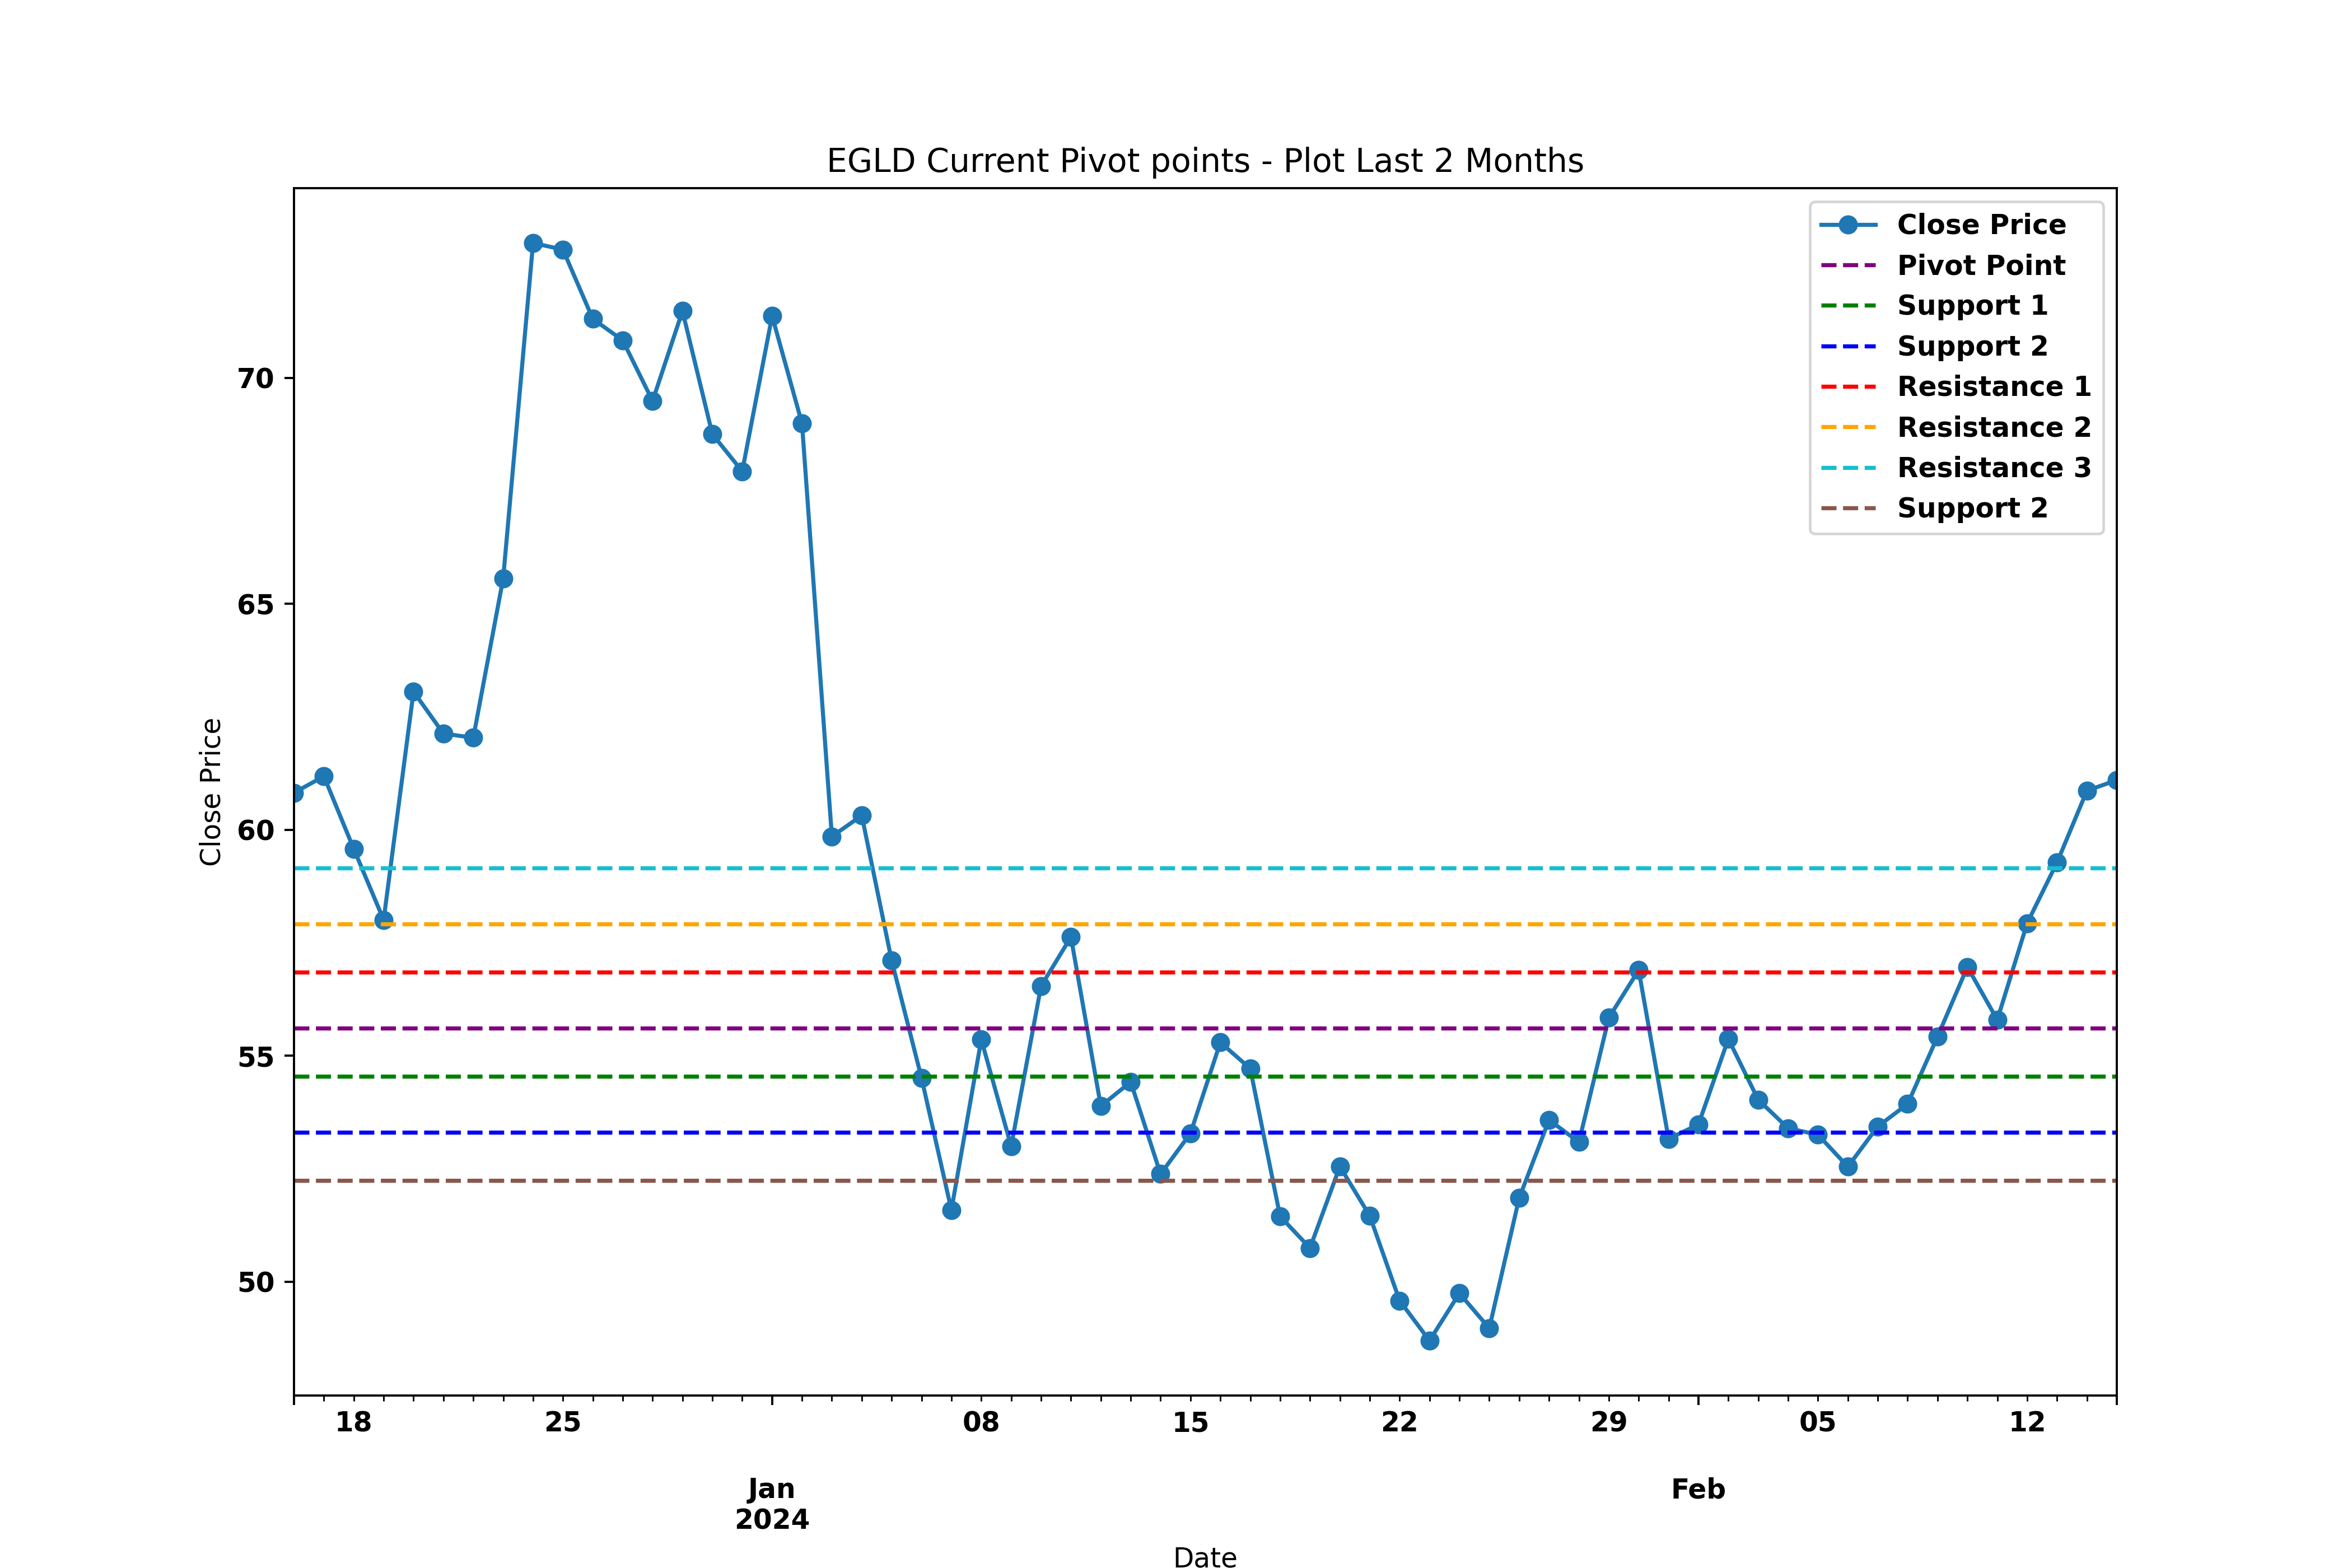 EGLD Current Pivot points - Plot Last 2 Months
Close Price
Pivot Point
Support 1
Support 2
Resistance 1
Resistance 2
Resistance 3
Support 2
Close Price
70
65
60
55
50
18 25 08 15 22 29 05 12
Jan Feb
2024
Date